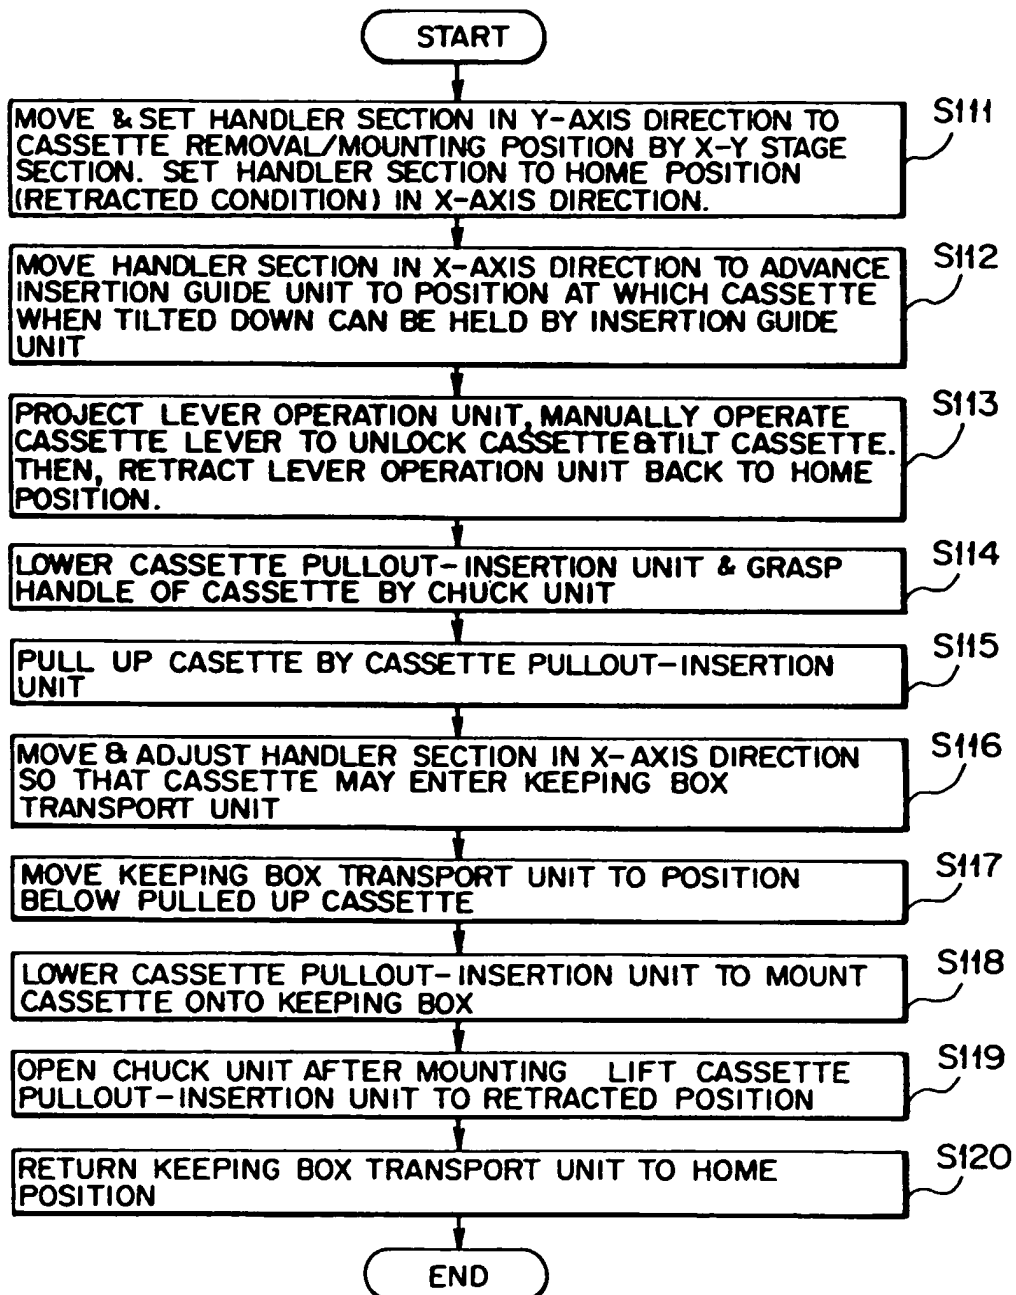 START
MOVE & SET HANDLER SECTION IN Y-AXIS DIRECTION TO
CASSETTE REMOVAL/MOUNTING POSITION BY X-Y STAGE
SECTION. SET HANDLER SECTION TO HOME POSITION
(RETRACTED CONDITION) IN X-AXIS DIRECTION.
S111
MOVE HANDLER SECTION IN X-AXIS DIRECTION TO ADVANCE
INSERTION GUIDE UNIT TO POSITION AT WHICH CASSETTE
WHEN TILTED DOWN CAN BE HELD BY INSERTION GUIDE
UNIT
S112
PROJECT LEVER OPERATION UNIT, MANUALLY OPERATE
CASSETTE LEVER TO UNLOCK CASSETTE&TILT CASSETTE.
THEN, RETRACT LEVER OPERATION UNIT BACK TO HOME
POSITION.
S113
LOWER CASSETTE PULLOUT-INSERTION UNIT & GRASP
HANDLE OF CASSETTE BY CHUCK UNIT
S114
PULL UP CASETTE BY CASSETTE PULLOUT-INSERTION
UNIT
S115
MOVE & ADJUST HANDLER SECTION IN X-AXIS DIRECTION
SO THAT CASSETTE MAY ENTER KEEPING BOX
TRANSPORT UNIT
S116
MOVE KEEPING BOX TRANSPORT UNIT TO POSITION
BELOW PULLED UP CASSETTE
S117
LOWER CASSETTE PULLOUT-INSERTION UNIT TO MOUNT
CASSETTE ONTO KEEPING BOX
S118
OPEN CHUCK UNIT AFTER MOUNTING LIFT CASSETTE
PULLOUT-INSERTION UNIT TO RETRACTED POSITION
S119
RETURN KEEPING BOX TRANSPORT UNIT TO HOME
POSITION
S120
END